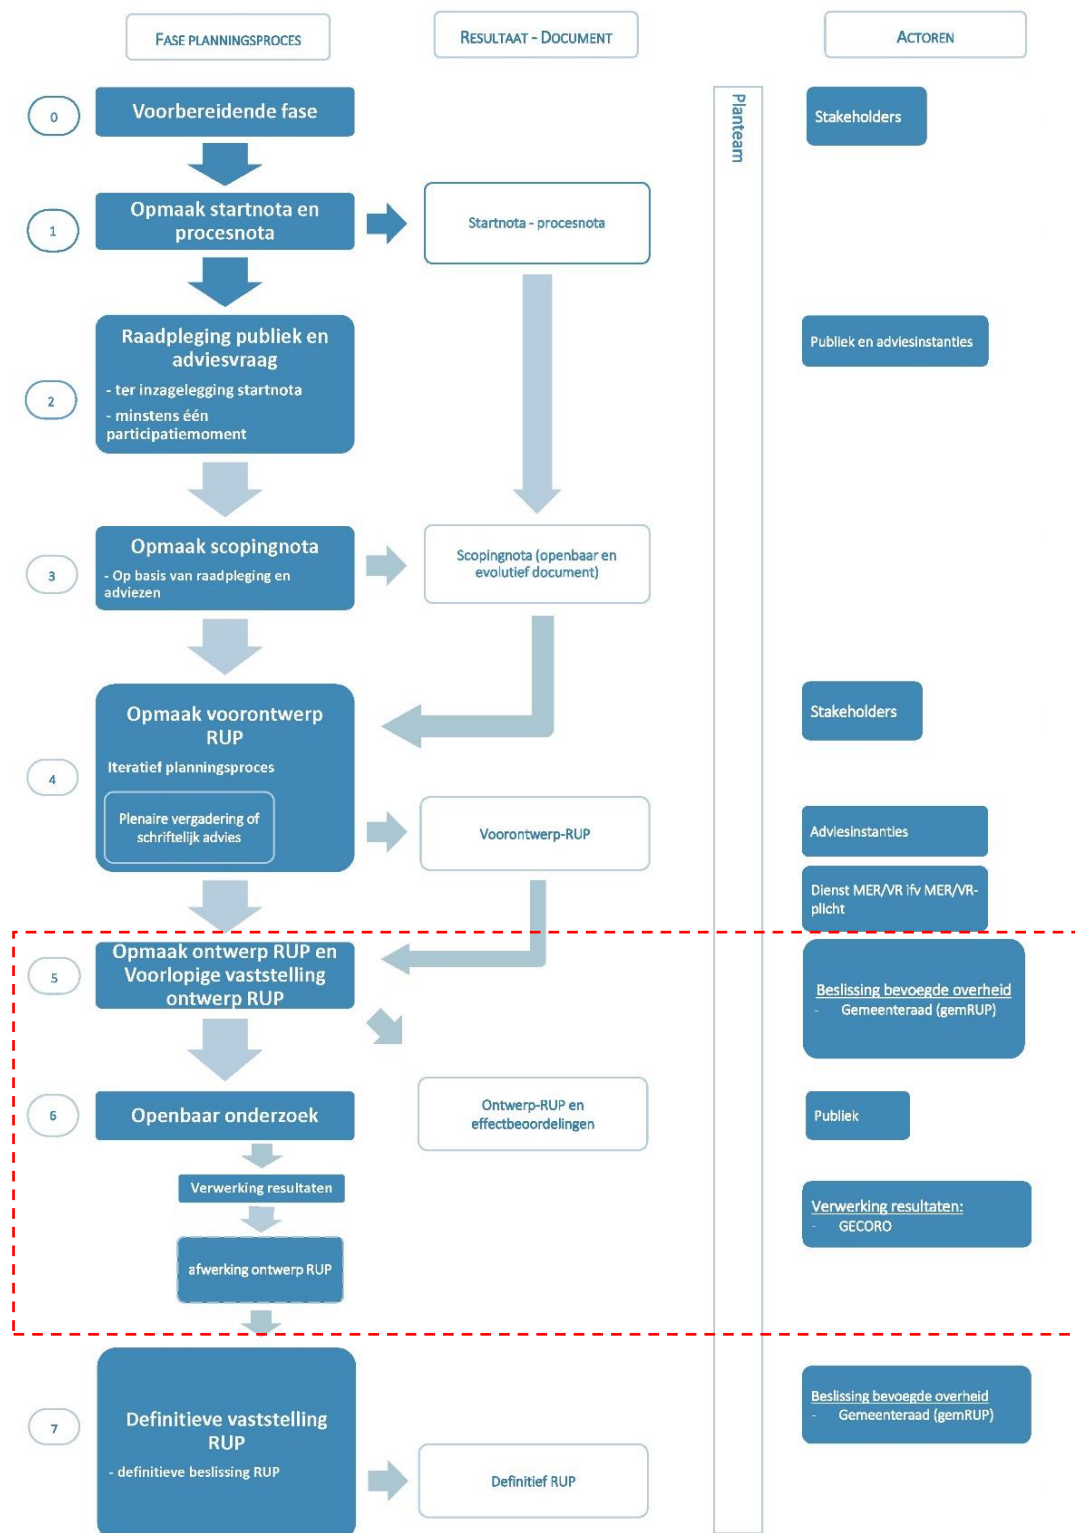 FASE PLANNINGSPROCES
RESULTAAT - DOCUMENT
ACTOREN
Planteam
0
Voorbereidende fase
Stakeholders
1
Opmaak startnota en
procesnota
Startnota - procesnota
2
Raadpleging publiek en
adviesvraag
- ter inzagelegging startnota
- minstens één
participatiemoment
Publiek en adviesinstanties
3
Opmaak scopingnota
- Op basis van raadpleging en
adviezen
Scopingnota (openbaar en
evolutief document)
4
Opmaak voorontwerp
RUP
Iteratief planningsproces
Plenaire vergadering of
schriftelijk advies
Voorontwerp-RUP
Stakeholders
Adviesinstanties
Dienst MER/VR ifv MER/VR-
plicht
5
Opmaak ontwerp RUP en
Voorlopige vaststelling
ontwerp RUP
Beslissing bevoegde overheid
- Gemeenteraad (gemRUP)
6
Openbaar onderzoek
Ontwerp-RUP en
effectbeoordelingen
Publiek
Verwerking resultaten
Verwerking resultaten:
- GECORO
afwerking ontwerp RUP
7
Definitieve vaststelling
RUP
- definitieve beslissing RUP
Definitief RUP
Beslissing bevoegde overheid
- Gemeenteraad (gemRUP)